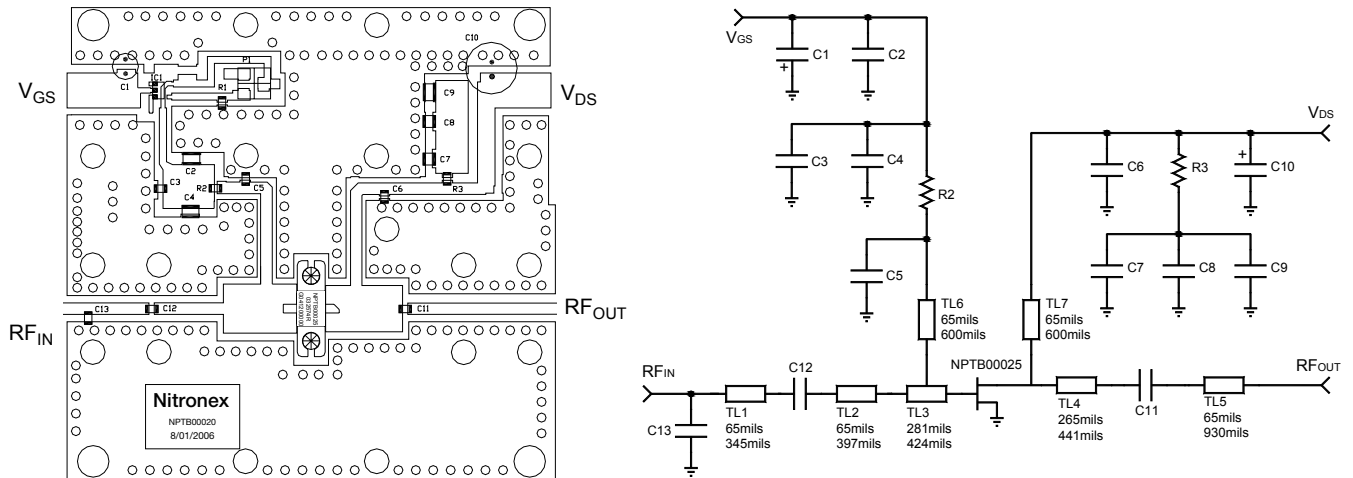 C10
P1
C1
IC1
R1
C9
C8
C7
C2
C3
R2
C5
C4
C6
R3
VGS
VDS
C13
C12
C11
RFIN
RFOUT
NPTB00025
Nitronex
NPTB00020
8/01/2006
VGS
C1
+
C2
C3
C4
R2
C5
VDS
C6
R3
+
C10
C7
C8
C9
TL6
65mils
600mils
TL7
65mils
600mils
RFIN
C13
TL1
65mils
345mils
C12
TL2
65mils
397mils
TL3
281mils
424mils
NPTB00025
TL4
265mils
441mils
C11
TL5
65mils
930mils
RFOUT